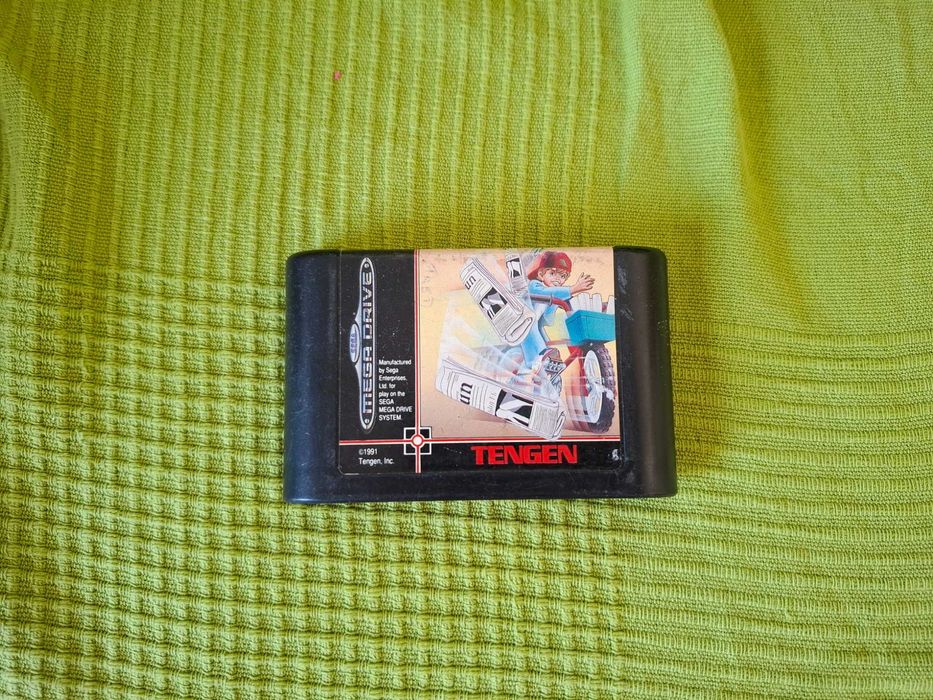 SEGA
MEGA DRIVE
Manufactured
by Sega
Enterprises,
Ltd. for
play on the
SEGA
MEGA DRIVE
SYSTEM.
©1991
Tengen, Inc.
TENGEN